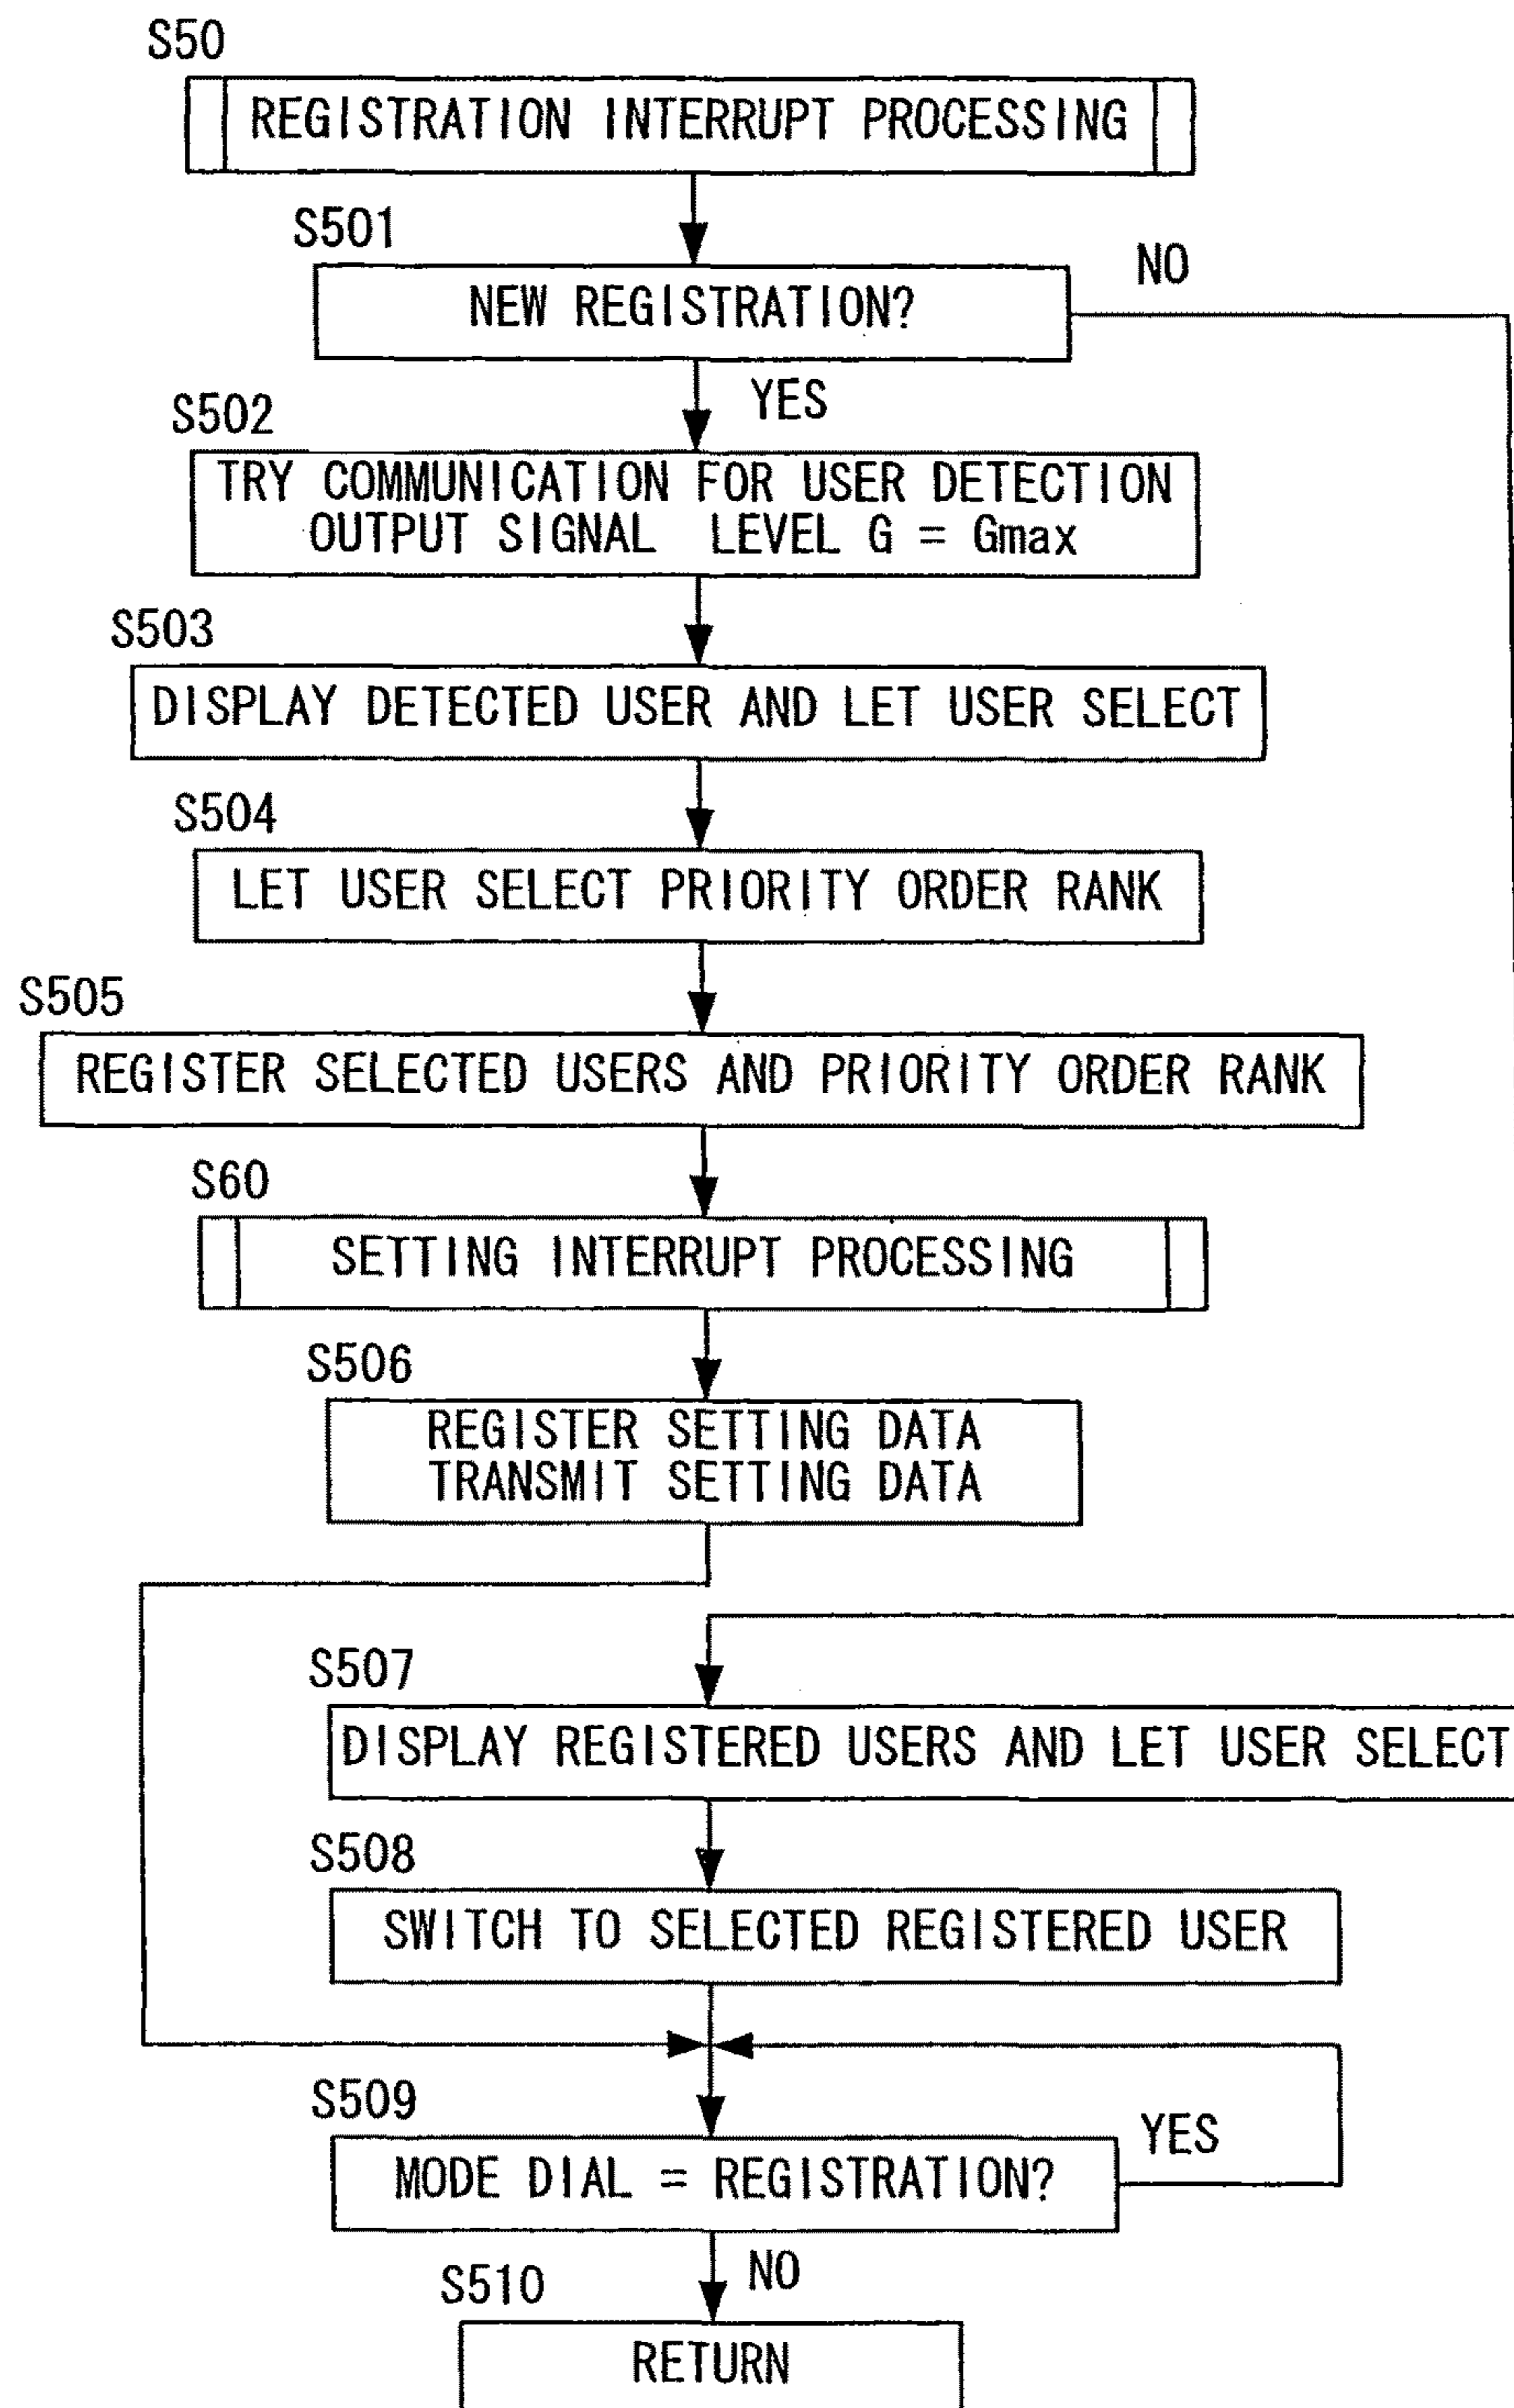 S50
REGISTRATION INTERRUPT PROCESSING
S501
NEW REGISTRATION?
NO
YES
S502
TRY COMMUNICATION FOR USER DETECTION
OUTPUT SIGNAL LEVEL G = Gmax
S503
DISPLAY DETECTED USER AND LET USER SELECT
S504
LET USER SELECT PRIORITY ORDER RANK
S505
REGISTER SELECTED USERS AND PRIORITY ORDER RANK
S60
SETTING INTERRUPT PROCESSING
S506
REGISTER SETTING DATA
TRANSMIT SETTING DATA
S507
DISPLAY REGISTERED USERS AND LET USER SELECT
S508
SWITCH TO SELECTED REGISTERED USER
S509
MODE DIAL = REGISTRATION?
YES
NO
S510
RETURN